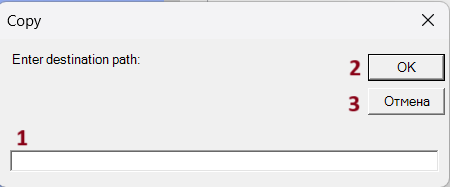 Copy
Enter destination path:
2 OK
3 Отмена
1